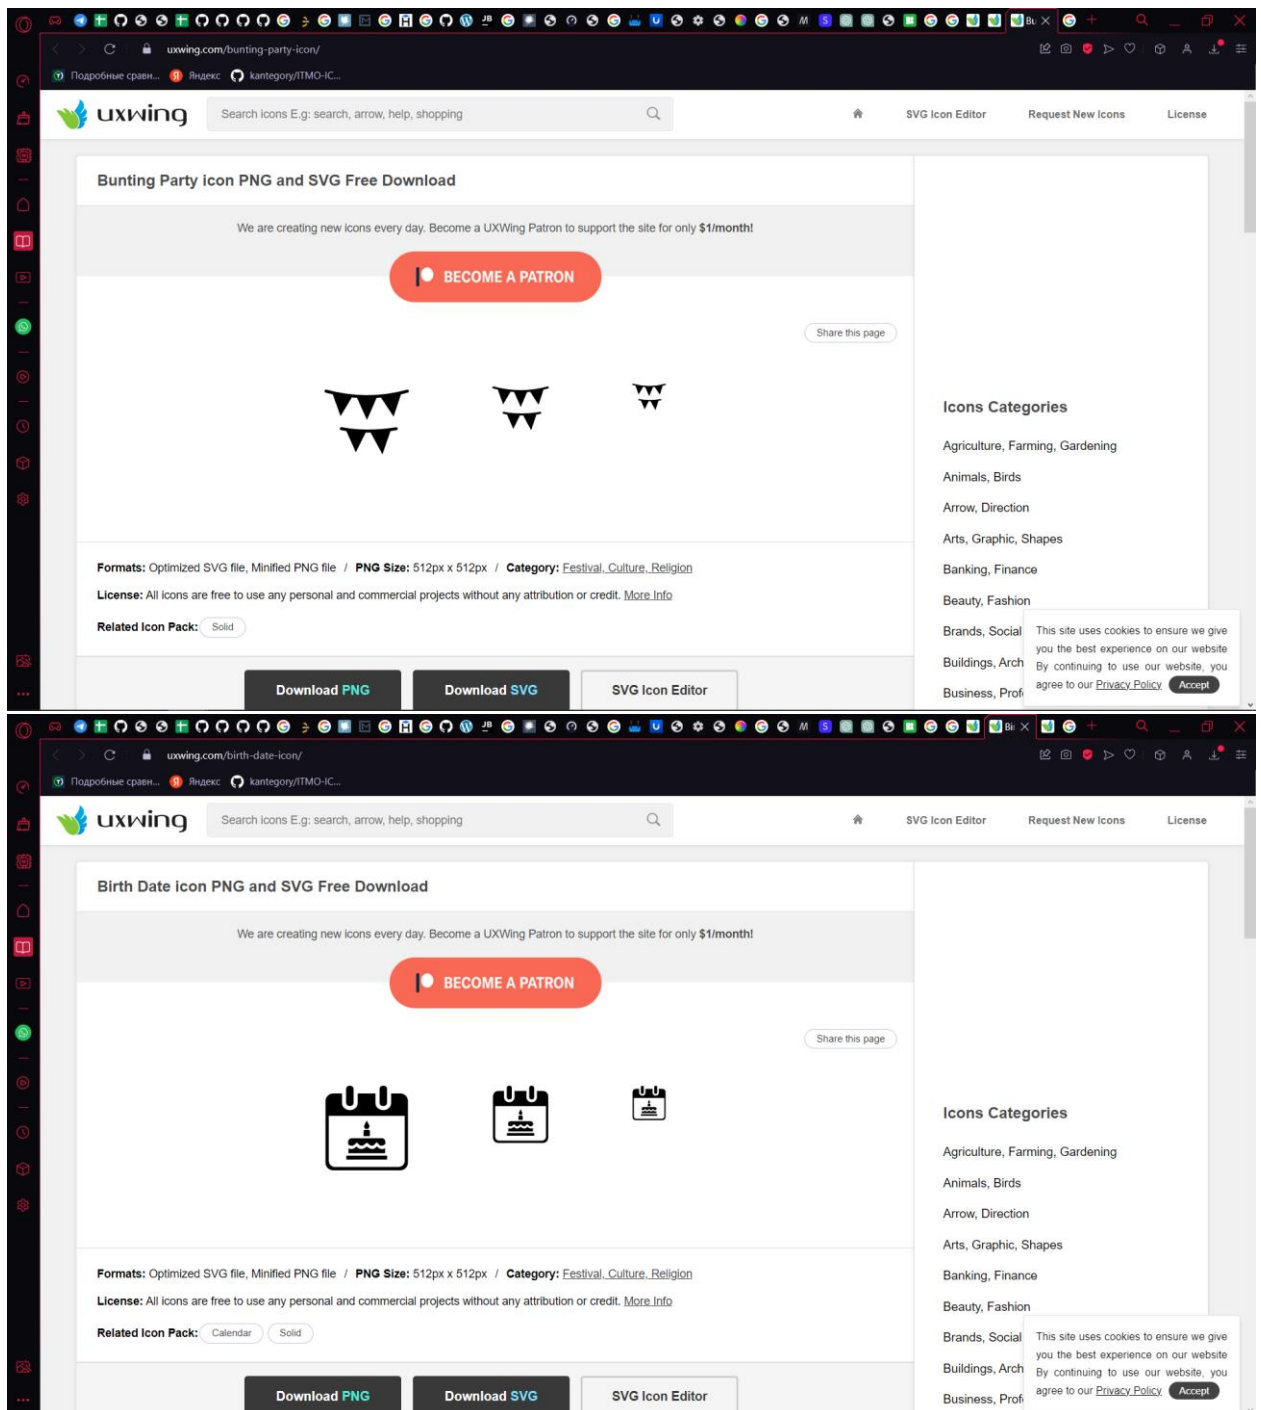 Bu
uxwing.com/bunting-party-icon/
Подробные сравн... Яндекс kantegory/ITMO-IC...
uxwing Search icons E.g: search, arrow, help, shopping SVG Icon Editor Request New Icons License
Bunting Party icon PNG and SVG Free Download
We are creating new icons every day. Become a UXWing Patron to support the site for only $1/month!
BECOME A PATRON
Share this page
Icons Categories
Agriculture, Farming, Gardening
Animals, Birds
Arrow, Direction
Arts, Graphic, Shapes
Banking, Finance
Beauty, Fashion
Brands, Social
Buildings, Arch
Business, Prof
Formats: Optimized SVG file, Minified PNG file / PNG Size: 512px x 512px / Category: Festival, Culture, Religion
License: All icons are free to use any personal and commercial projects without any attribution or credit. More Info
Related Icon Pack: Solid
This site uses cookies to ensure we give
you the best experience on our website
By continuing to use our website, you
agree to our Privacy Policy Accept
Download PNG Download SVG SVG Icon Editor
Bi
uxwing.com/birth-date-icon/
Подробные сравн... Яндекс kantegory/ITMO-IC...
uxwing Search icons E.g: search, arrow, help, shopping SVG Icon Editor Request New Icons License
Birth Date icon PNG and SVG Free Download
We are creating new icons every day. Become a UXWing Patron to support the site for only $1/month!
BECOME A PATRON
Share this page
Icons Categories
Agriculture, Farming, Gardening
Animals, Birds
Arrow, Direction
Arts, Graphic, Shapes
Banking, Finance
Beauty, Fashion
Brands, Social
Buildings, Arch
Business, Prof
Formats: Optimized SVG file, Minified PNG file / PNG Size: 512px x 512px / Category: Festival, Culture, Religion
License: All icons are free to use any personal and commercial projects without any attribution or credit. More Info
Related Icon Pack: Calendar Solid
This site uses cookies to ensure we give
you the best experience on our website
By continuing to use our website, you
agree to our Privacy Policy Accept
Download PNG Download SVG SVG Icon Editor